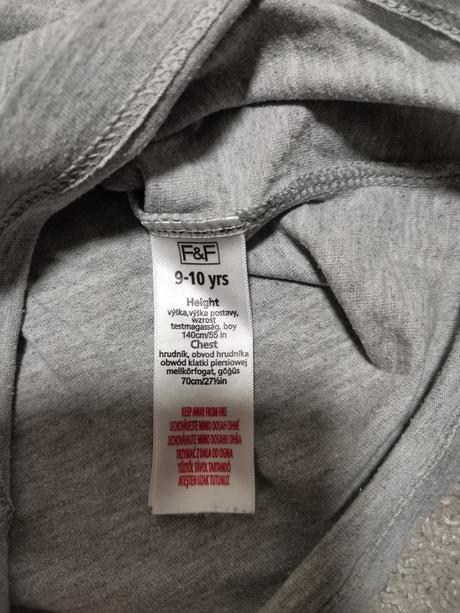 F&F
9-10 yrs
Height
výška,výška postavy,
wzrost
testmagasság, boy
140cm/55 in
Chest
hrudník, obvod hrudníka
obwód klatki piersiowej
mellkörfogat, göğüs
70cm/27½in
KEEP AWAY FROM FIRE
UCHOVÁVEJTE MIMO DOSAH OHNĚ
UCHOVÁVAJTE MIMO DOSAHU OHŇA
TRZYMAĆ Z DALA OD OGNIA
TŰZTŐL TÁVOL TARTANDÓ
ATEŞTEN UZAK TUTUNUZ